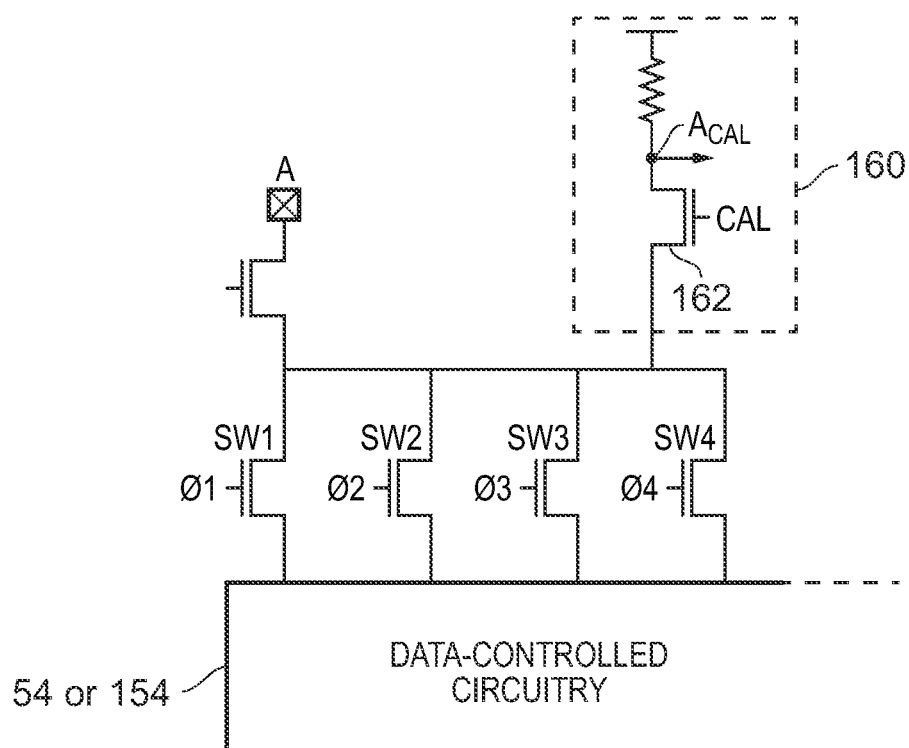 A_CAL
160
A
CAL
162
SW1 SW2 SW3 SW4
Ø1 Ø2 Ø3 Ø4
DATA-CONTROLLED
CIRCUITRY
54 or 154